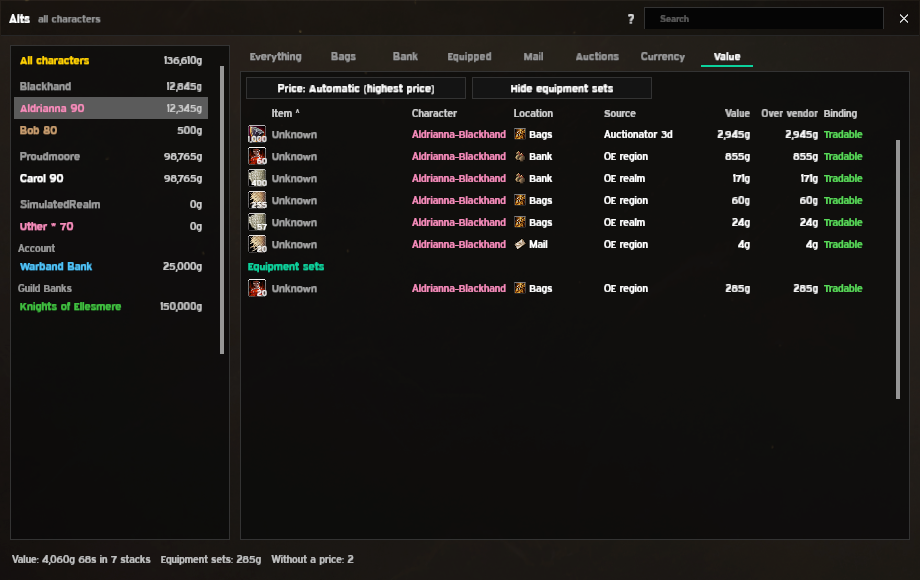 Alts all characters ? Search ×
All characters 136,610g
Blackhand 12,845g
Aldrianna 90 12,345g
Bob 80 500g
Proudmoore 98,765g
Carol 90 98,765g
SimulatedRealm 0g
Uther * 70 0g
Account
Warband Bank 25,000g
Guild Banks
Knights of Ellesmere 150,000g
Everything Bags Bank Equipped Mail Auctions Currency Value
Price: Automatic (highest price) Hide equipment sets
Item ^ Character Location Source Value Over vendor Binding
1,000 Unknown Aldrianna-Blackhand Bags Auctionator 3d 2,945g 2,945g Tradable
60 Unknown Aldrianna-Blackhand Bank OE region 855g 855g Tradable
400 Unknown Aldrianna-Blackhand Bank OE realm 171g 171g Tradable
255 Unknown Aldrianna-Blackhand Bags OE region 60g 60g Tradable
57 Unknown Aldrianna-Blackhand Bags OE realm 24g 24g Tradable
20 Unknown Aldrianna-Blackhand Mail OE region 4g 4g Tradable
Equipment sets
20 Unknown Aldrianna-Blackhand Bags OE region 285g 285g Tradable
Value: 4,060g 68s in 7 stacks Equipment sets: 285g Without a price: 2